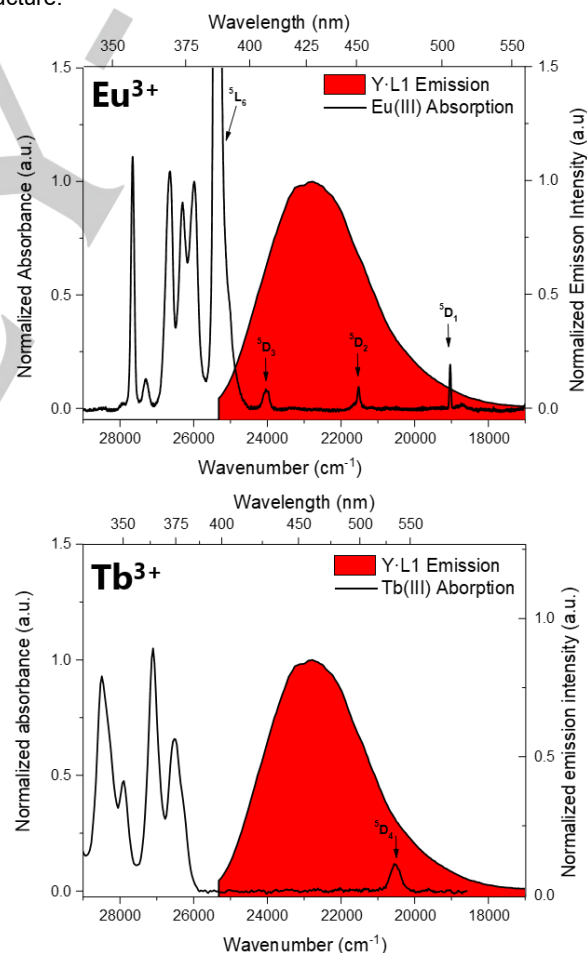 ucture.
Wavelength (nm)
350 375 400 425 450 500 550
Eu3+
Y·L1 Emission
Eu(III) Absorption
5L6
5D3
5D2
5D1
Normalized Absorbance (a.u.)
1.5
1.0
0.5
0.0
Normalized Emisson Intensity (a.u)
1.5
1.0
0.5
0.0
28000 26000 24000 22000 20000 18000
Wavenumber (cm-1)
Wavelength (nm)
350 375 400 450 500 550
Tb3+
Y·L1 Emission
Tb(III) Aborption
5D4
Normalized absorbance (a.u.)
1.5
1.0
0.5
0.0
Normalized emission intensity (a.u.)
1.0
0.5
0.0
28000 26000 24000 22000 20000 18000
Wavenumber (cm-1)